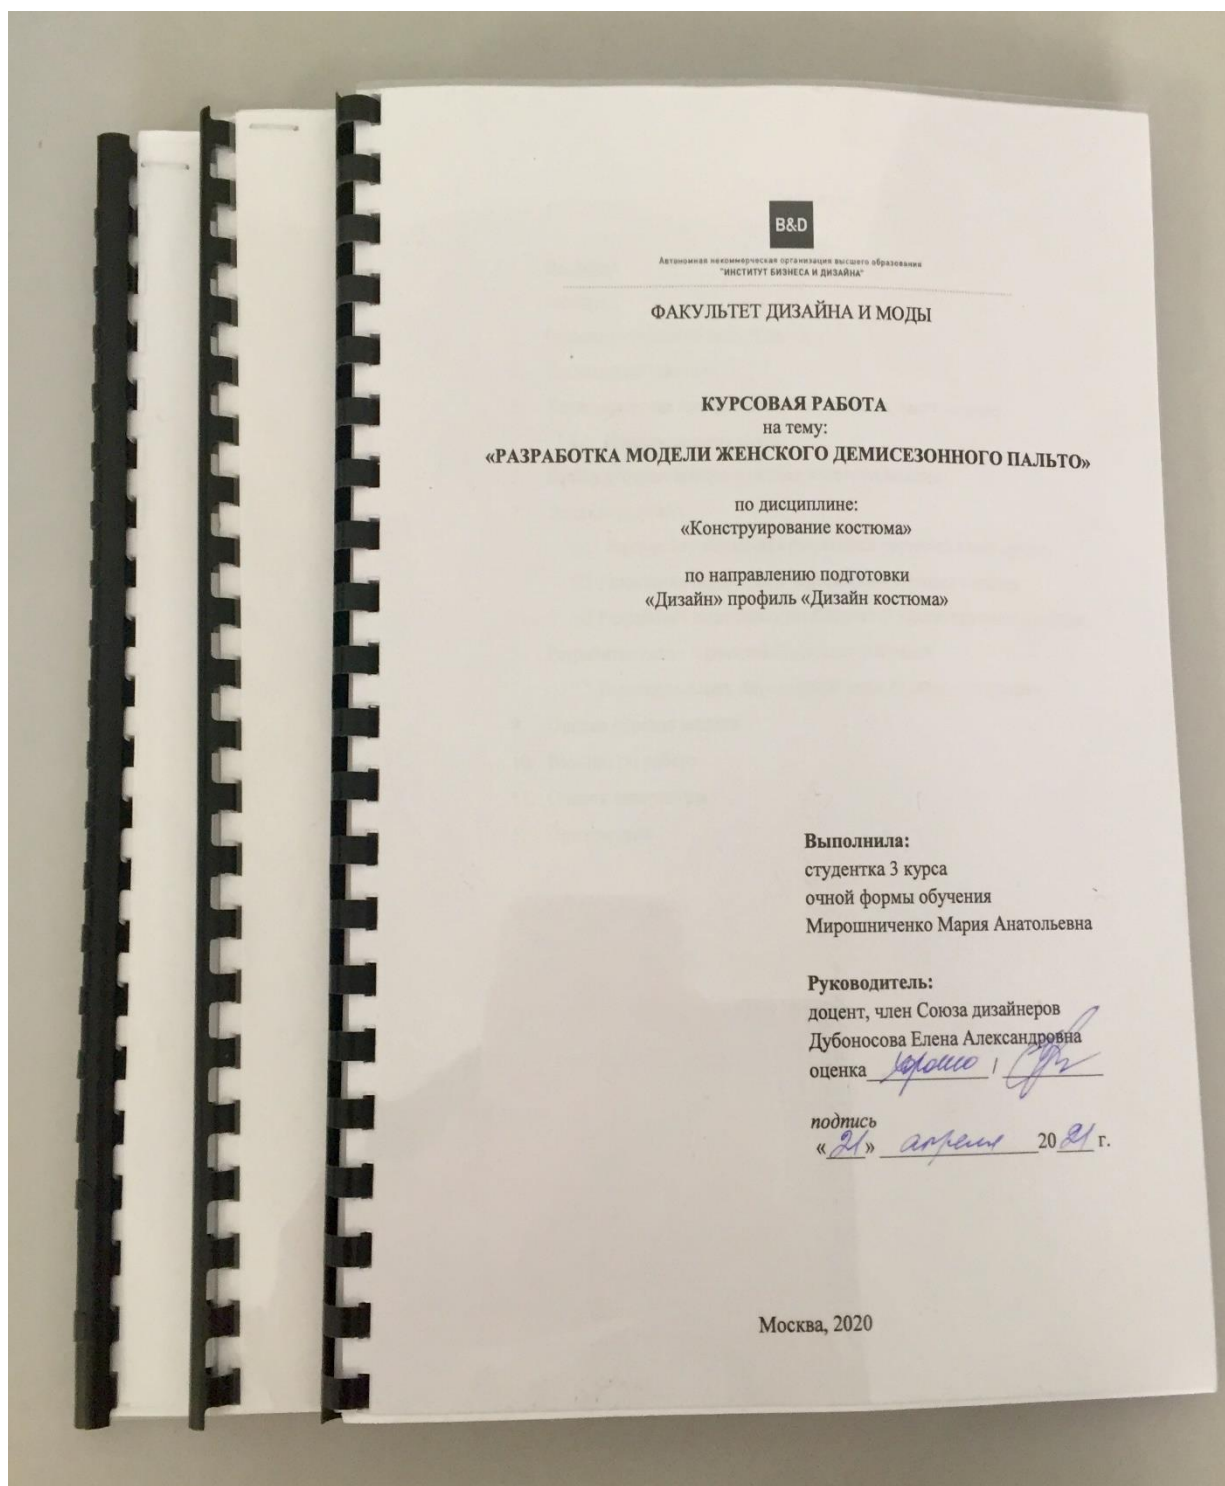 B&D
Автономная некоммерческая организация высшего образования
"ИНСТИТУТ БИЗНЕСА И ДИЗАЙНА"
ФАКУЛЬТЕТ ДИЗАЙНА И МОДЫ
КУРСОВАЯ РАБОТА
на тему:
«РАЗРАБОТКА МОДЕЛИ ЖЕНСКОГО ДЕМИСЕЗОННОГО ПАЛЬТО»
по дисциплине:
«Конструирование костюма»
по направлению подготовки
«Дизайн» профиль «Дизайн костюма»
Выполнила:
студентка 3 курса
очной формы обучения
Мирошниченко Мария Анатольевна
Руководитель:
доцент, член Союза дизайнеров
Дубоносова Елена Александровна
оценка хорошо /
подпись
«21» апреля 2021 г.
Москва, 2020